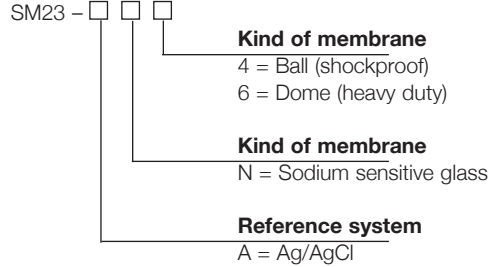 SM23 – □ □ □
Kind of membrane
4 = Ball (shockproof)
6 = Dome (heavy duty)
Kind of membrane
N = Sodium sensitive glass
Reference system
A = Ag/AgCl